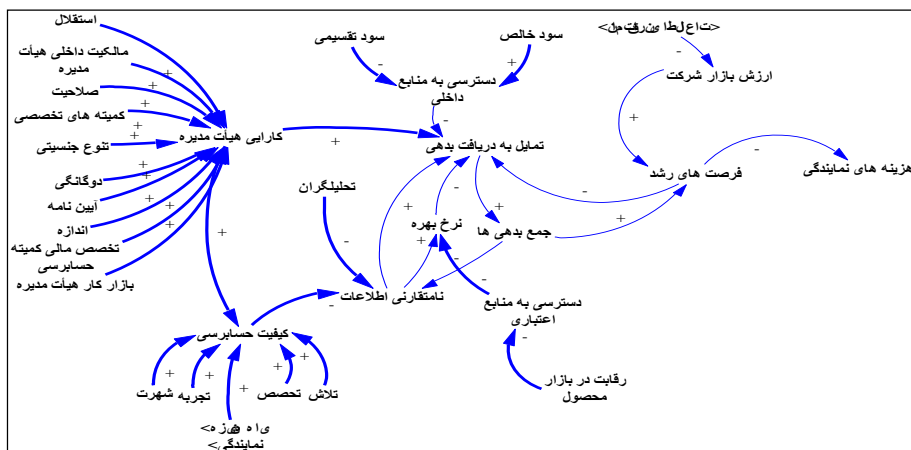 استقلال
مالکیت داخلی هیأت
مدیره
صلاحیت
کمیته های تخصصی
تنوع جنسیتی
دوگانگی
آیین نامه
اندازه
تخصص مالی کمیته
حسابرسی
بازار کار هیأت مدیره
کارایی هیأت مدیره
سود تقسیمی
سود خالص
دسترسی به منابع
داخلی
تمایل به دریافت بدهی
تحلیلگران
نرخ بهره
جمع بدهی ها
نامتقارنی اطلاعات
دسترسی به منابع
اعتباری
رقابت در بازار
محصول
ارزش بازار شرکت
فرصت های رشد
هزینه های نمایندگی
کیفیت حسابرسی
شهرت
تجربه
تحصص
تلاش
نمایندگی>